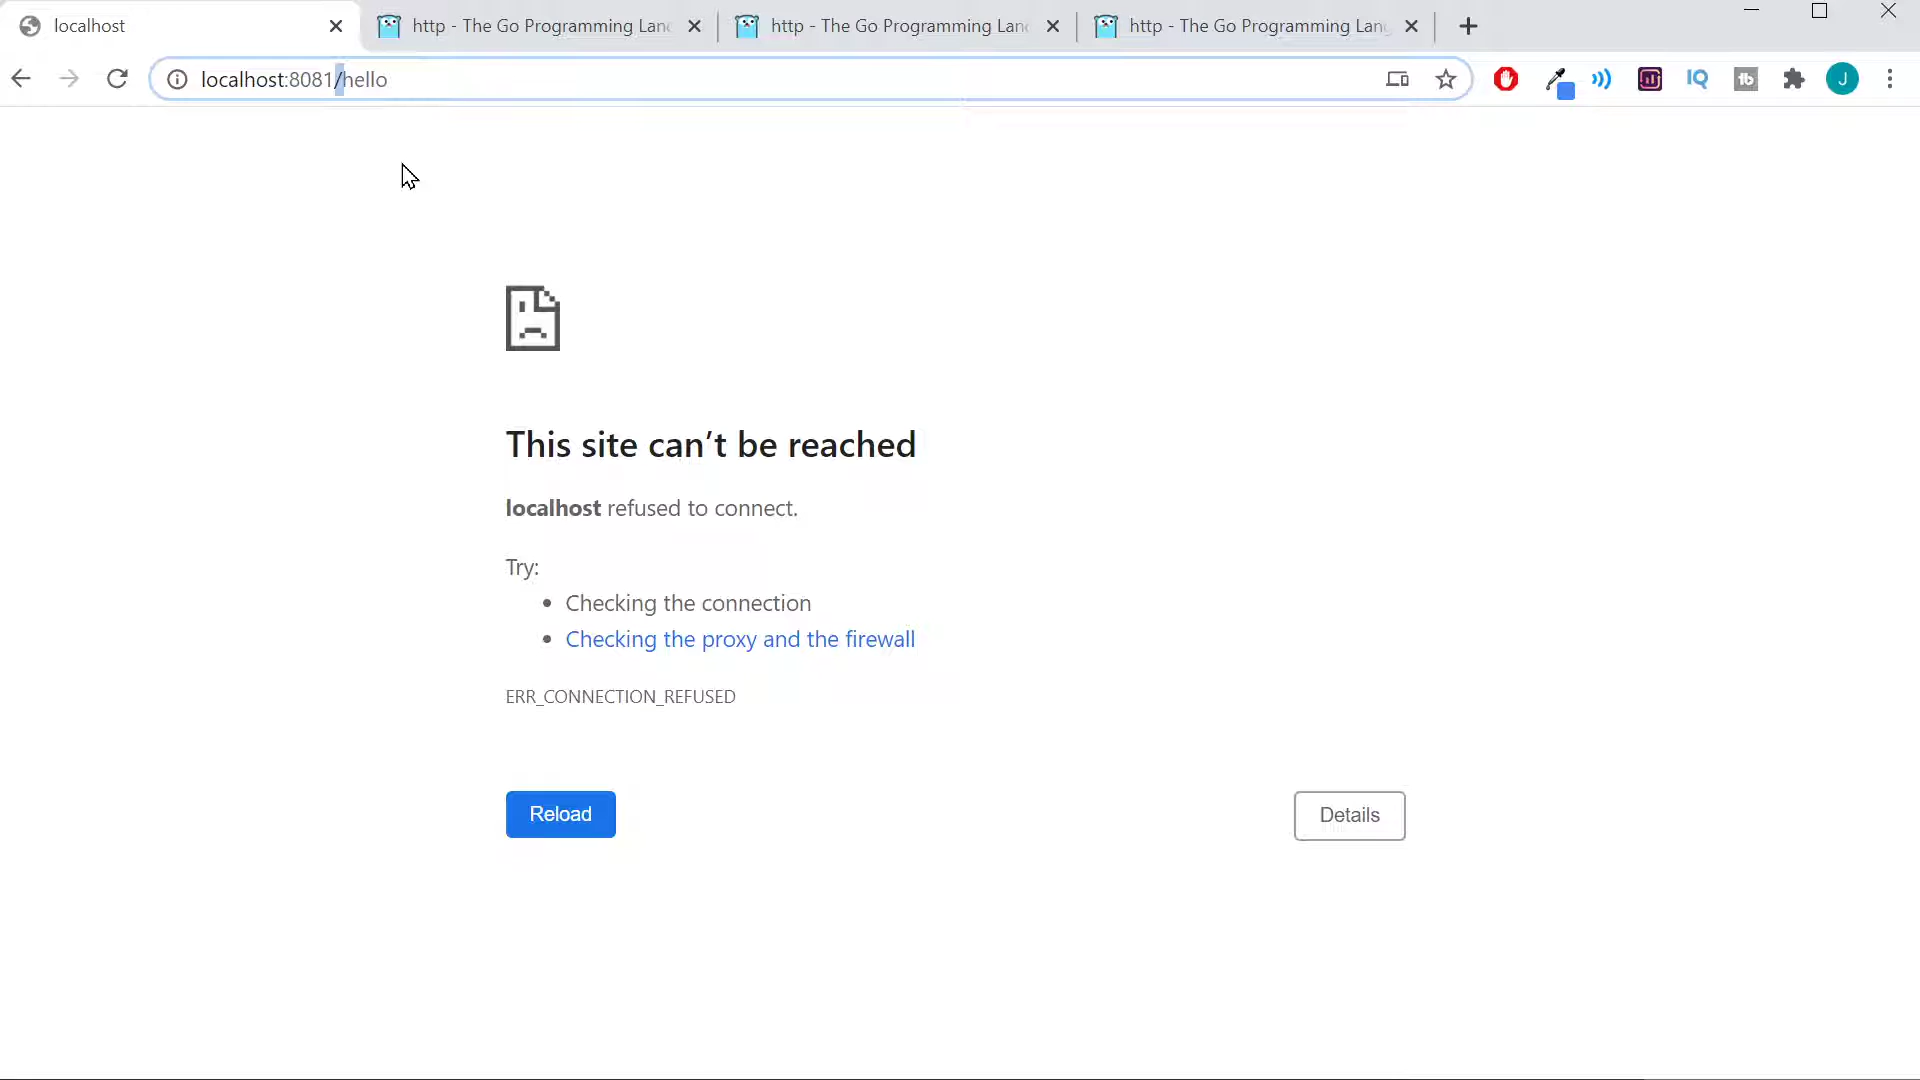 localhost
http - The Go Programming Lan
http - The Go Programming Lan
http - The Go Programming Lan
localhost:8081/hello
IQ
tb
J
This site can’t be reached
localhost refused to connect.
Try:
• Checking the connection
• Checking the proxy and the firewall
ERR_CONNECTION_REFUSED
Reload
Details